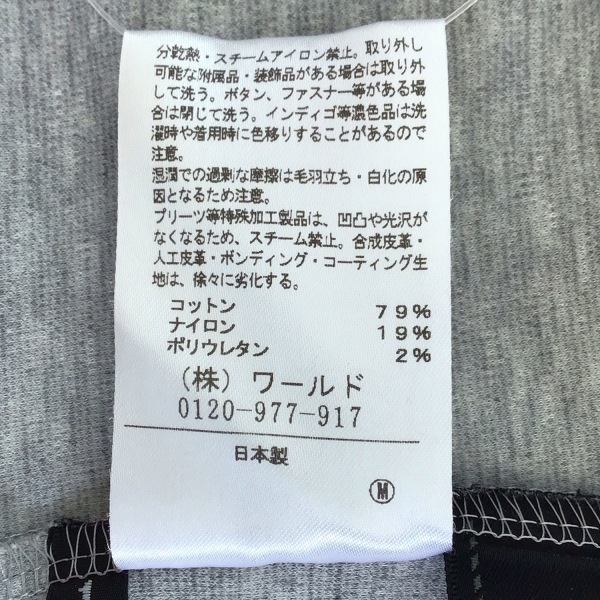 分乾熱・スチームアイロン禁止。取り外し
可能な附属品・装飾品がある場合は取り外
して洗う。ボタン、ファスナー等がある場
合は閉じて洗う。インディゴ等濃色品は洗
濯時や着用時に色移りすることがあるので
注意。
湿潤での過剰な摩擦は毛羽立ち・白化の原
因となるため注意。
プリーツ等特殊加工製品は、凹凸や光沢が
なくなるため、スチーム禁止。合成皮革・
人工皮革・ボンディング・コーティング生
地は、徐々に劣化する。
コットン 79%
ナイロン 19%
ポリウレタン 2%
(株) ワールド
0120-977-917
日本製
M